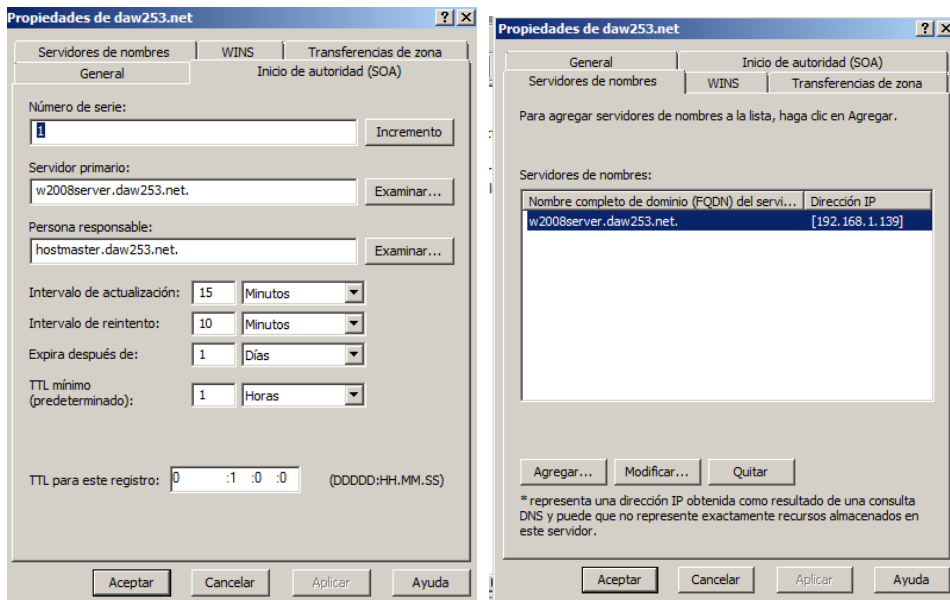 Propiedades de daw253.net
Servidores de nombres WINS Transferencias de zona
General Inicio de autoridad (SOA)
Número de serie:
1 Incremento
Servidor primario:
w2008server.daw253.net. Examinar...
Persona responsable:
hostmaster.daw253.net. Examinar...
Intervalo de actualización: 15 Minutos
Intervalo de reintento: 10 Minutos
Expira después de: 1 Días
TTL mínimo
(predeterminado): 1 Horas
TTL para este registro: 0 :1 :0 :0 (DDDDD:HH.MM.SS)
Aceptar Cancelar Aplicar Ayuda
Propiedades de daw253.net
General Inicio de autoridad (SOA)
Servidores de nombres WINS Transferencias de zona
Para agregar servidores de nombres a la lista, haga clic en Agregar.
Servidores de nombres:
Nombre completo de dominio (FQDN) del servi... Dirección IP
w2008server.daw253.net. [192.168.1.139]
Agregar... Modificar... Quitar
* representa una dirección IP obtenida como resultado de una consulta
DNS y puede que no represente exactamente recursos almacenados en
este servidor.
Aceptar Cancelar Aplicar Ayuda